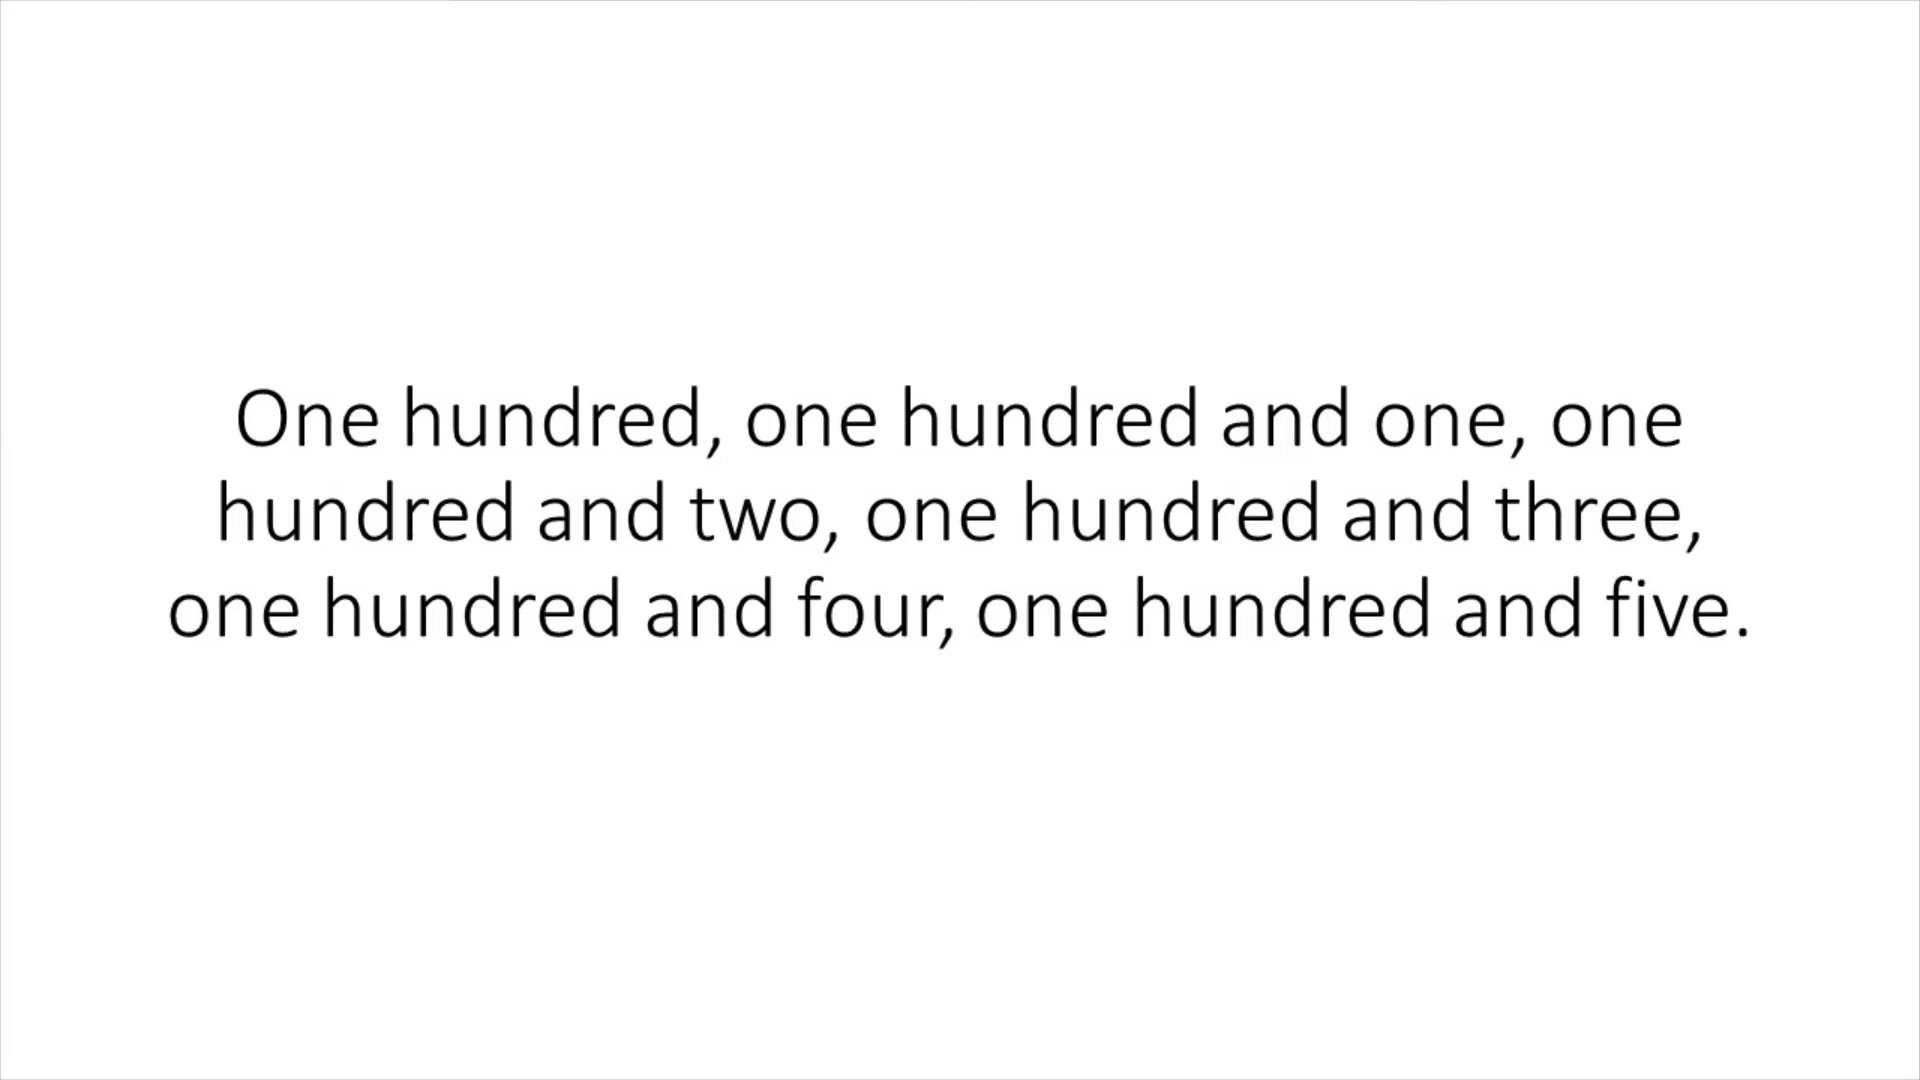 One hundred, one hundred and one, one
hundred and two, one hundred and three,
one hundred and four, one hundred and five.